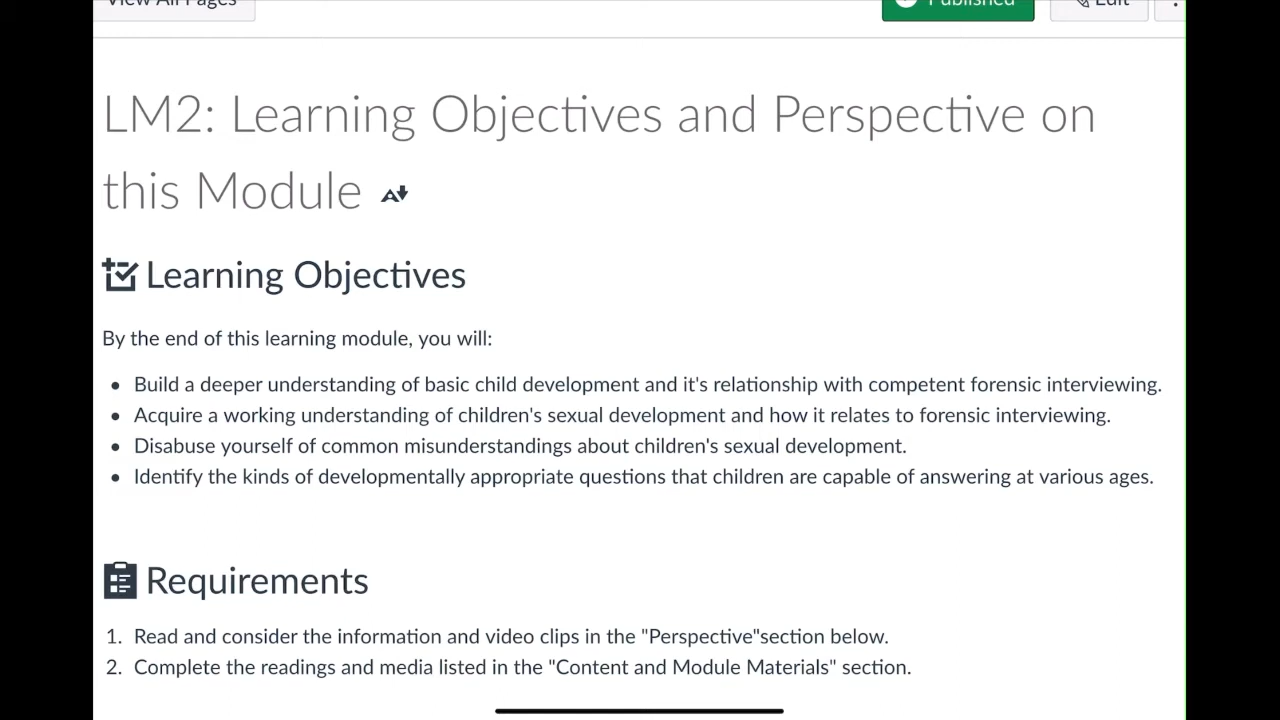 View All Pages
Published
Edit
LM2: Learning Objectives and Perspective on
this Module
Learning Objectives
By the end of this learning module, you will:
Build a deeper understanding of basic child development and it's relationship with competent forensic interviewing.
Acquire a working understanding of children's sexual development and how it relates to forensic interviewing.
Disabuse yourself of common misunderstandings about children's sexual development.
Identify the kinds of developmentally appropriate questions that children are capable of answering at various ages.
Requirements
1. Read and consider the information and video clips in the "Perspective"section below.
2. Complete the readings and media listed in the "Content and Module Materials" section.